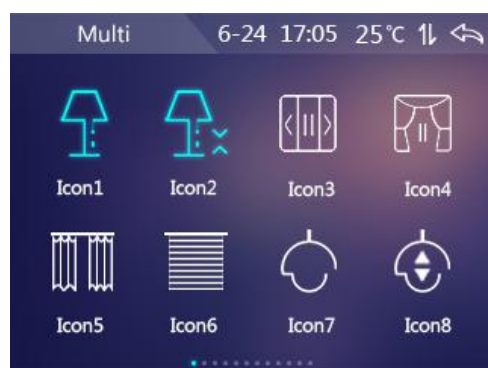 Multi 6-24 17:05 25℃
Icon1 Icon2 Icon3 Icon4
Icon5 Icon6 Icon7 Icon8